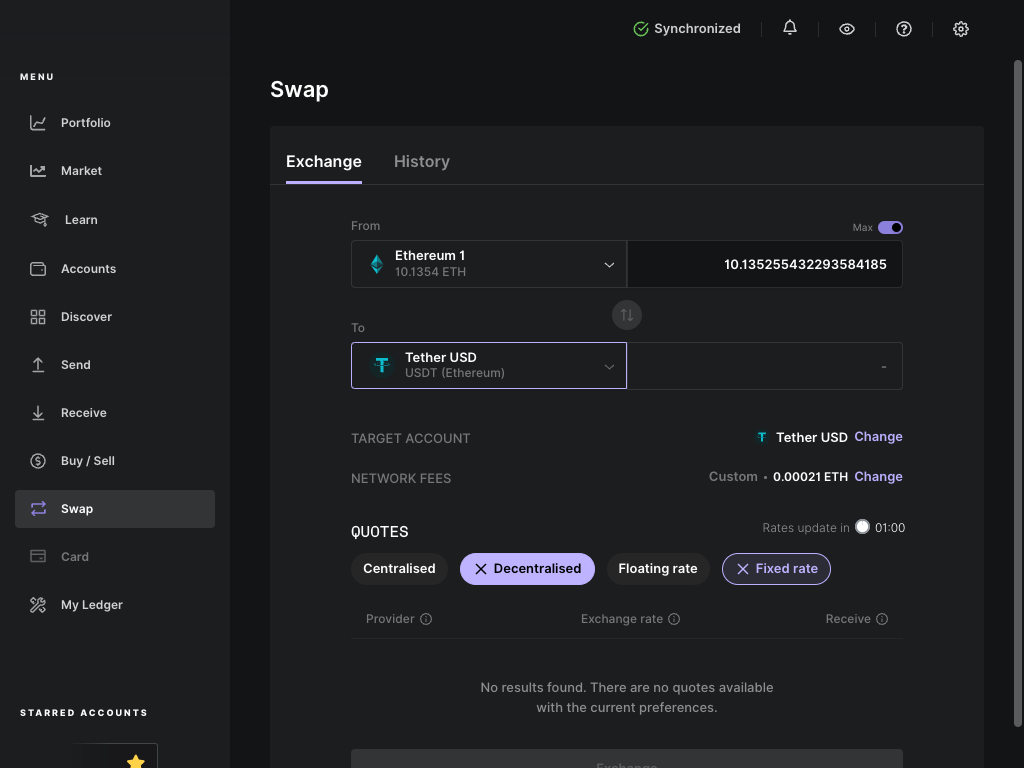 Synchronized
MENU
Portfolio
Market
Learn
Accounts
Discover
Send
Receive
Buy / Sell
Swap
Card
My Ledger
STARRED ACCOUNTS
Swap
Exchange History
From Max
Ethereum 1
10.1354 ETH
10.135255432293584185
To
Tether USD
USDT (Ethereum)
-
TARGET ACCOUNT Tether USD Change
NETWORK FEES Custom • 0.00021 ETH Change
QUOTES Rates update in 01:00
Centralised Decentralised Floating rate Fixed rate
Provider Exchange rate Receive
No results found. There are no quotes available
with the current preferences.
Exchange